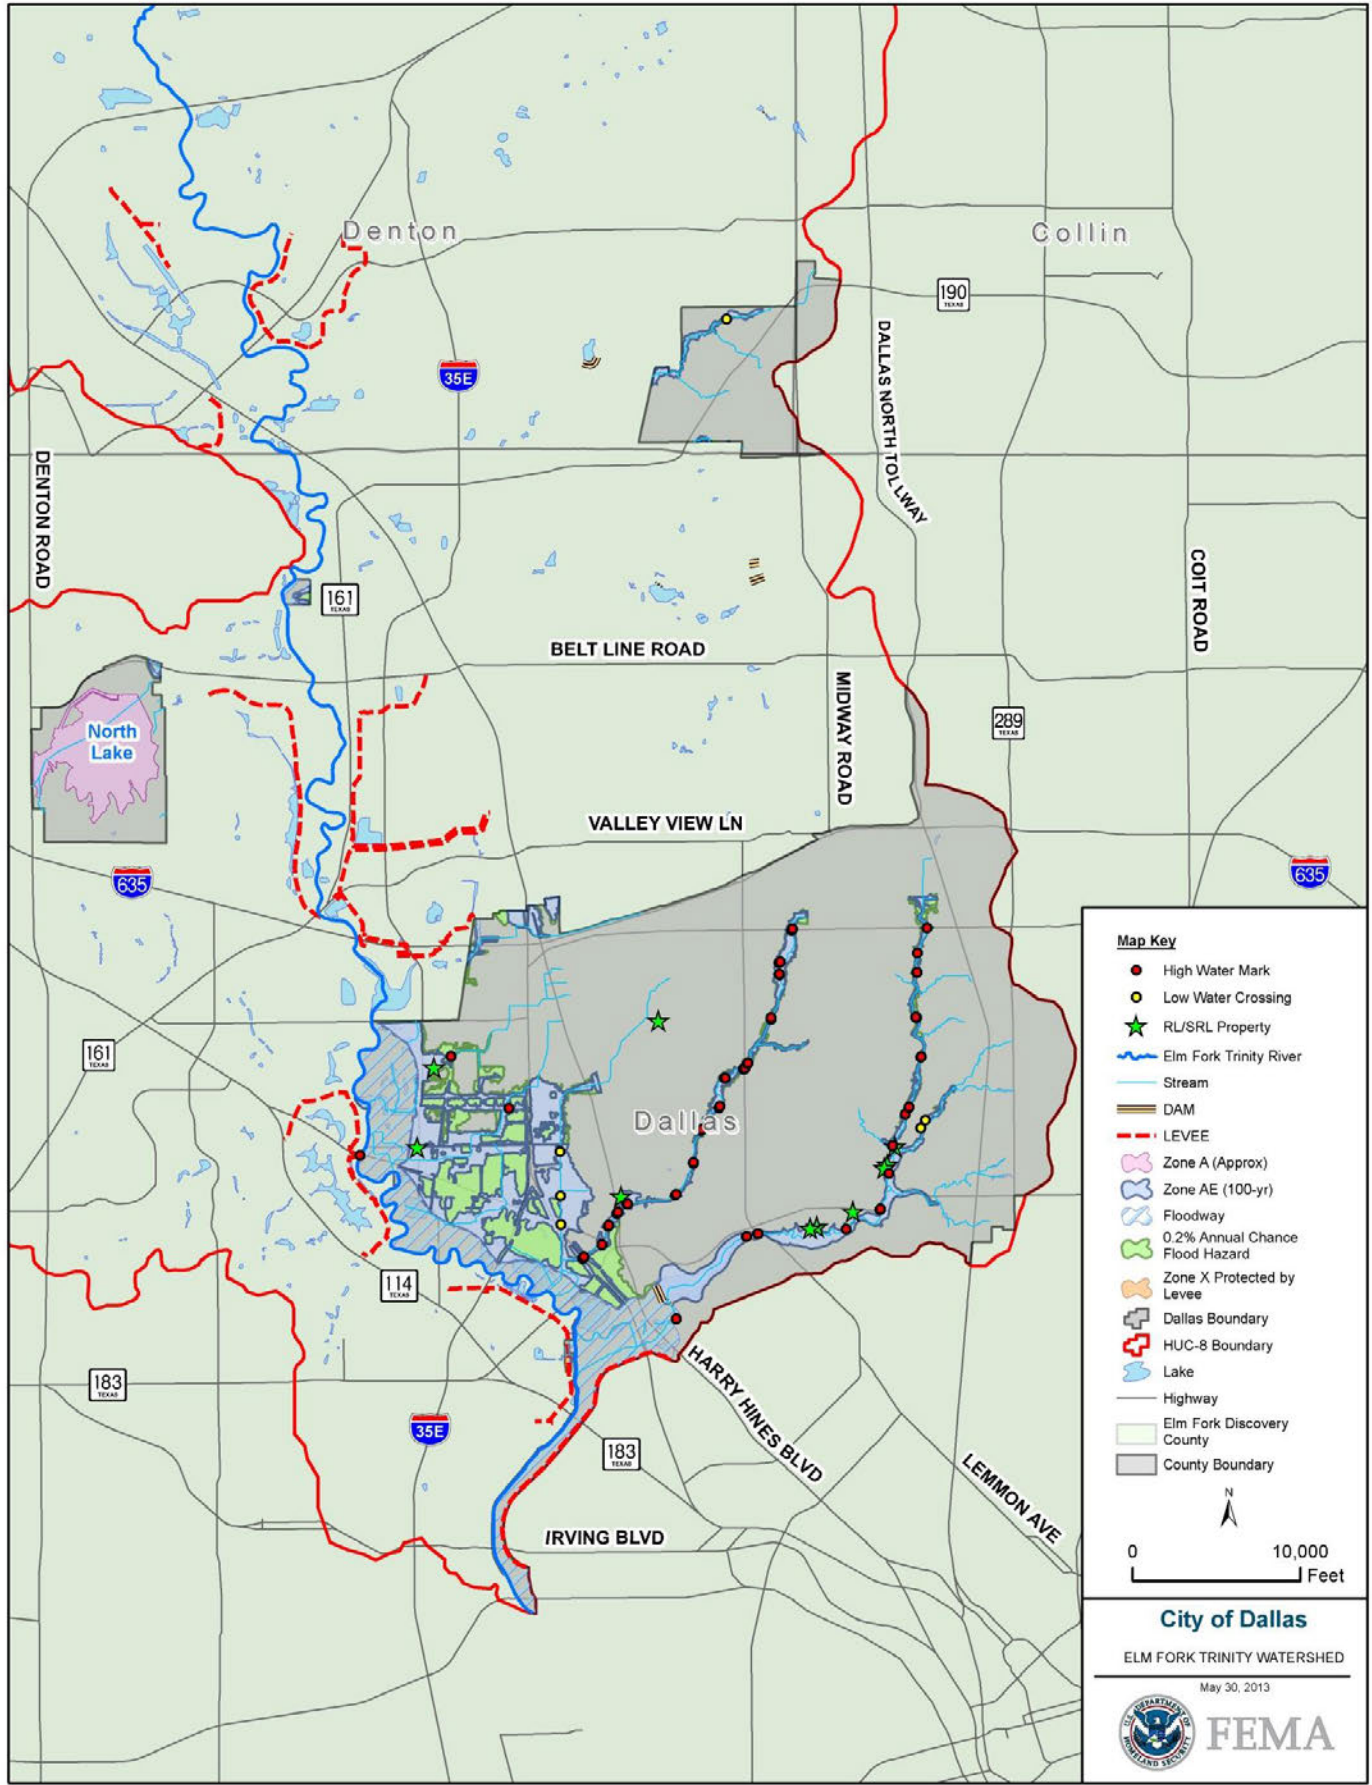 Denton
Collin
190
TEXAS
35E
DALLAS NORTH TOLLWAY
DENTON ROAD
161
TEXAS
COIT ROAD
BELT LINE ROAD
MIDWAY ROAD
289
TEXAS
North
Lake
VALLEY VIEW LN
635
635
161
TEXAS
Dallas
114
TEXAS
183
TEXAS
35E
183
TEXAS
HARRY HINES BLVD
LEMMON AVE
IRVING BLVD
Map Key
High Water Mark
Low Water Crossing
RL/SRL Property
Elm Fork Trinity River
Stream
DAM
LEVEE
Zone A (Approx)
Zone AE (100-yr)
Floodway
0.2% Annual Chance
Flood Hazard
Zone X Protected by
Levee
Dallas Boundary
HUC-8 Boundary
Lake
Highway
Elm Fork Discovery
County
County Boundary
N
0 10,000
Feet
City of Dallas
ELM FORK TRINITY WATERSHED
May 30, 2013
U.S. DEPARTMENT OF
HOMELAND SECURITY
FEMA